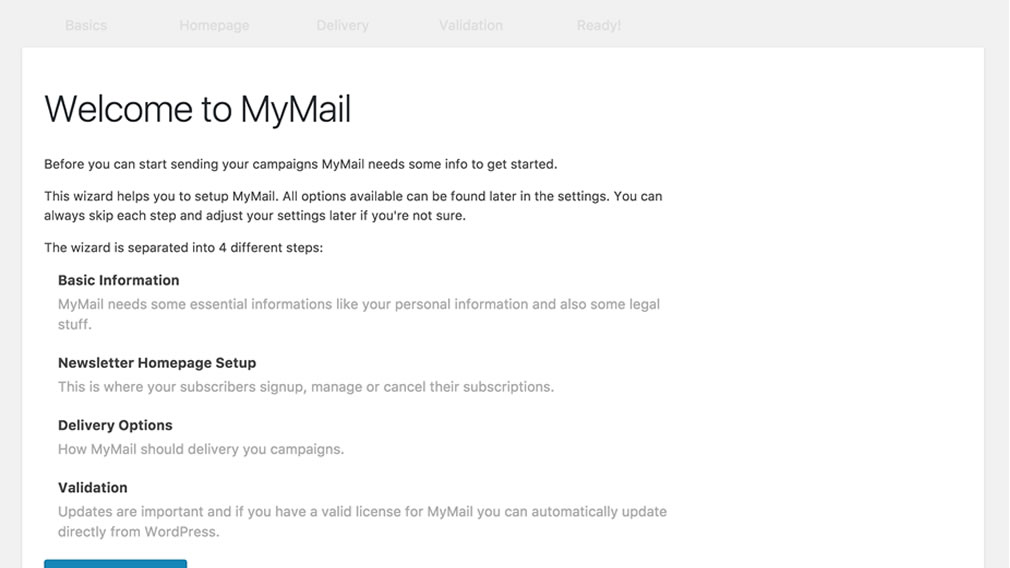 Basics Homepage Delivery Validation Ready!
Welcome to MyMail
Before you can start sending your campaigns MyMail needs some info to get started.
This wizard helps you to setup MyMail. All options available can be found later in the settings. You can
always skip each step and adjust your settings later if you're not sure.
The wizard is separated into 4 different steps:
Basic Information
MyMail needs some essential informations like your personal information and also some legal
stuff.
Newsletter Homepage Setup
This is where your subscribers signup, manage or cancel their subscriptions.
Delivery Options
How MyMail should delivery you campaigns.
Validation
Updates are important and if you have a valid license for MyMail you can automatically update
directly from WordPress.